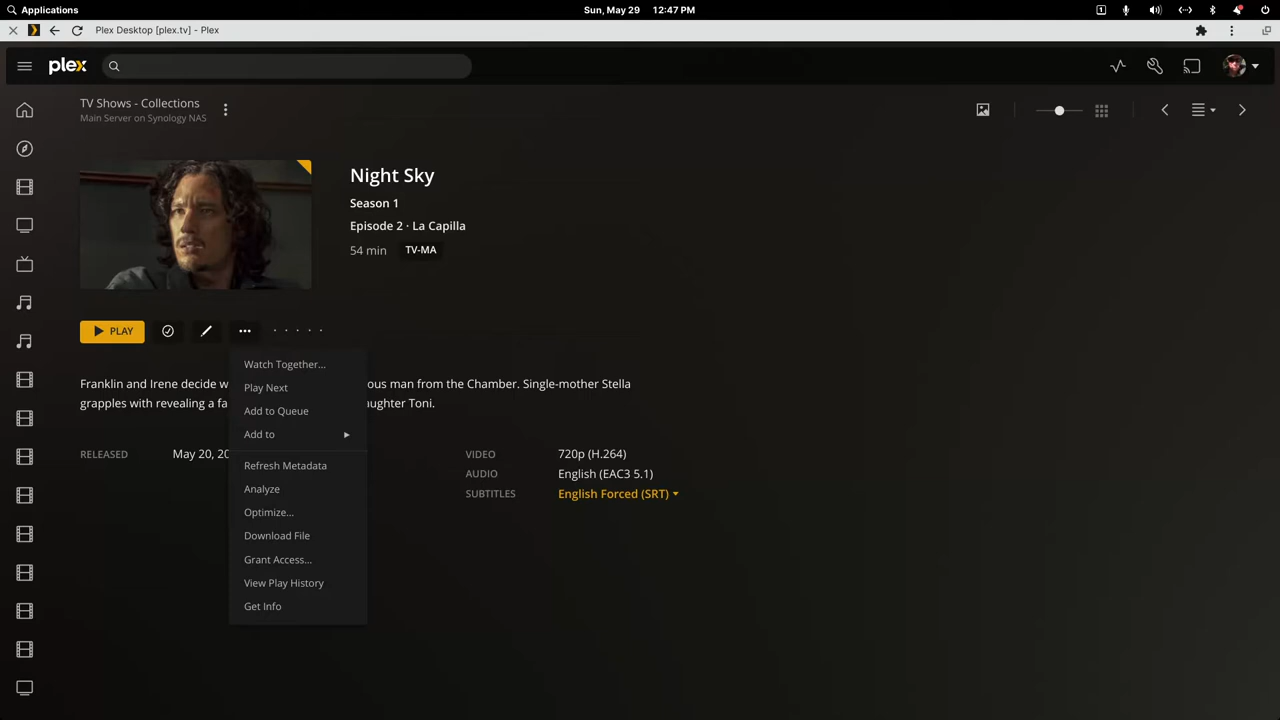 Applications
Sun, May 29 12:47 PM
1
Plex Desktop [plex.tv] - Plex
plex
TV Shows - Collections
Main Server on Synology NAS
Night Sky
Season 1
Episode 2 · La Capilla
54 min TV-MA
PLAY
Watch Together...
Play Next
Add to Queue
Add to
Refresh Metadata
Analyze
Optimize...
Download File
Grant Access...
View Play History
Get Info
Franklin and Irene decide w ous man from the Chamber. Single-mother Stella
grapples with revealing a fa aughter Toni.
RELEASED May 20, 20
VIDEO 720p (H.264)
AUDIO English (EAC3 5.1)
SUBTITLES English Forced (SRT)